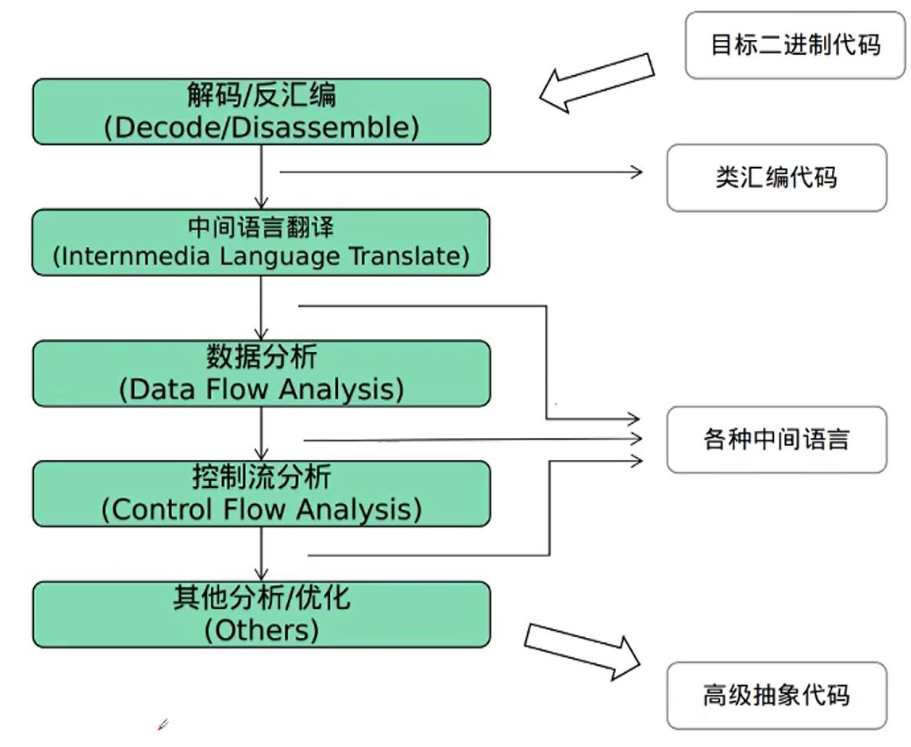 目标二进制代码
解码/反汇编
(Decode/Disassemble)
类汇编代码
中间语言翻译
(Internmedia Language Translate)
数据分析
(Data Flow Analysis)
各种中间语言
控制流分析
(Control Flow Analysis)
其他分析/优化
(Others)
高级抽象代码